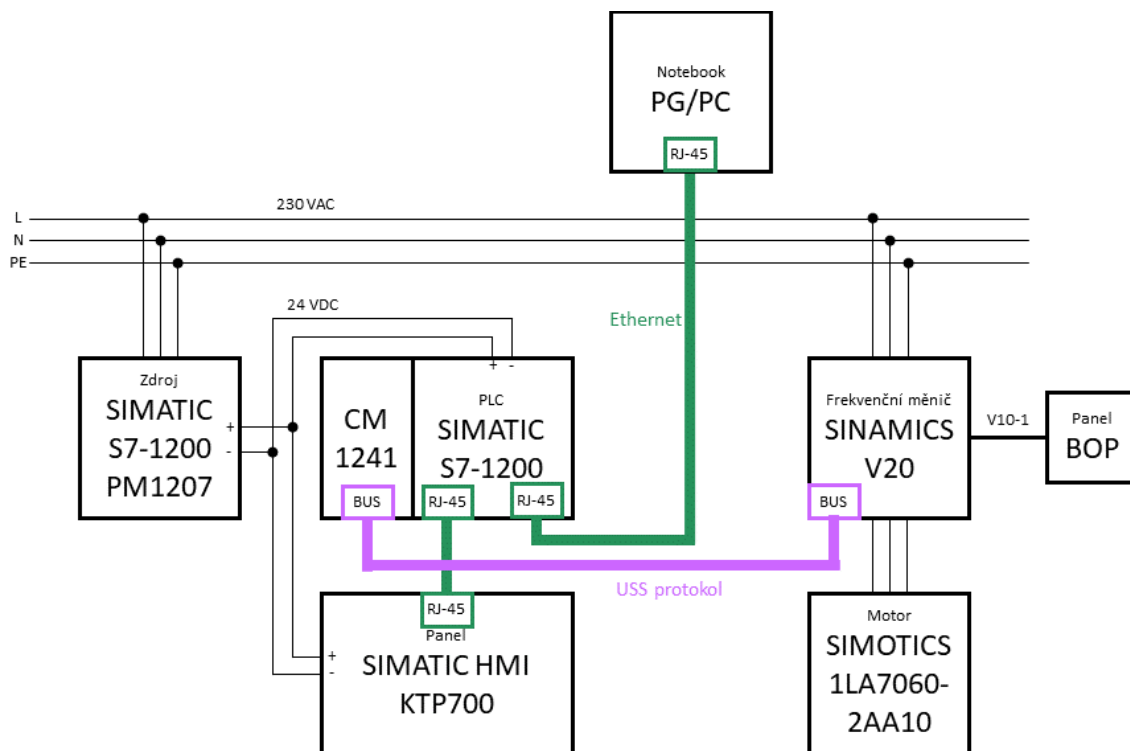 Notebook
PG/PC
RJ-45
230 VAC
L
N
PE
24 VDC
Ethernet
Zdroj
SIMATIC
S7-1200
PM1207
+
-
CM
1241
BUS
+ -
PLC
SIMATIC
S7-1200
RJ-45
RJ-45
Frekvenční měnič
SINAMICS
V20
BUS
V10-1
Panel
BOP
USS protokol
RJ-45
Panel
SIMATIC HMI
KTP700
+
-
Motor
SIMOTICS
1LA7060-
2AA10